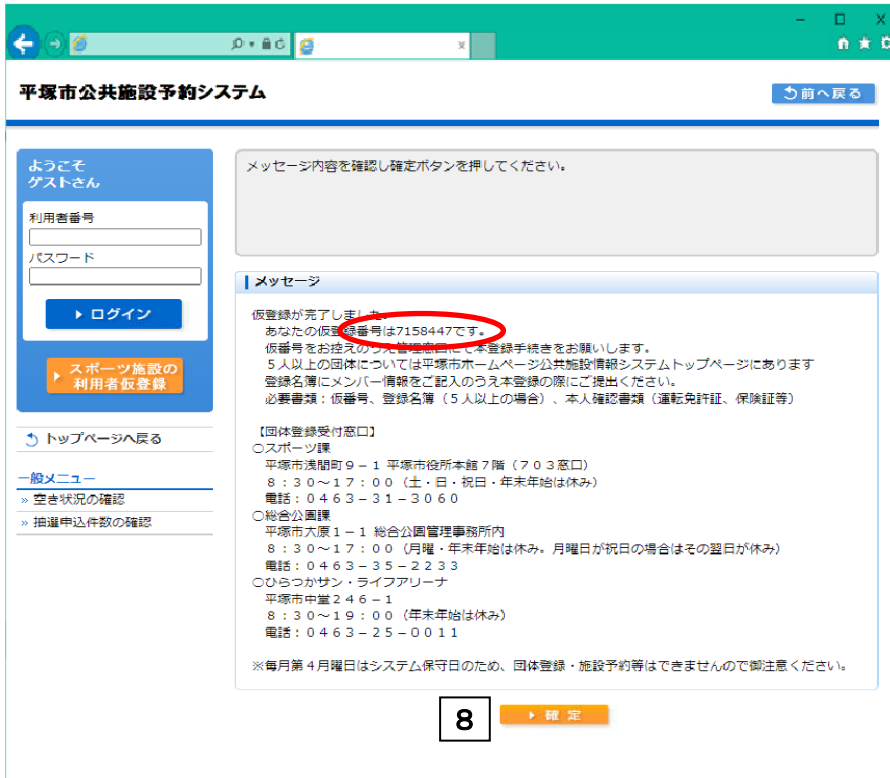 平塚市公共施設予約システム
前へ戻る
ようこそ
ゲストさん
利用者番号
パスワード
ログイン
スポーツ施設の
利用者仮登録
トップページへ戻る
一般メニュー
» 空き状況の確認
» 抽選申込件数の確認
メッセージ内容を確認し確定ボタンを押してください。
メッセージ
仮登録が完了しました。
あなたの仮登録番号は7158447です。
仮番号をお控えのうえ管理窓口にて本登録手続きをお願いします。
5人以上の団体については平塚市ホームページ公共施設情報システムトップページにあります
登録名簿にメンバー情報をご記入のうえ本登録の際にご提出ください。
必要書類:仮番号、登録名簿(5人以上の場合)、本人確認書類(運転免許証、保険証等)
【団体登録受付窓口】
○スポーツ課
平塚市浅間町9-1 平塚市役所本館7階(703窓口)
8:30~17:00(土・日・祝日・年末年始は休み)
電話:0463-31-3060
○総合公園課
平塚市大原1-1 総合公園管理事務所内
8:30~17:00(月曜・年末年始は休み。月曜日が祝日の場合はその翌日が休み)
電話:0463-35-2233
○ひらつかサン・ライフアリーナ
平塚市中堂246-1
8:30~19:00(年末年始は休み)
電話:0463-25-0011
※毎月第4月曜日はシステム保守日のため、団体登録・施設予約等はできませんので御注意ください。
8
確定